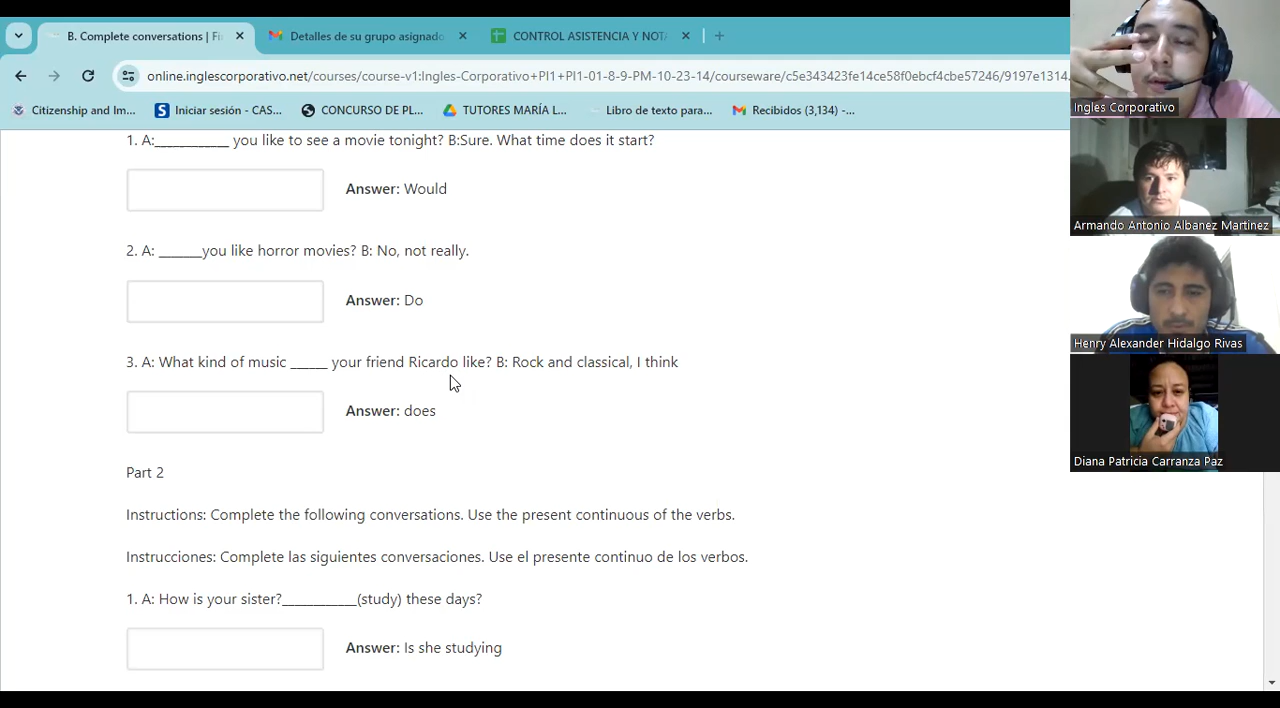 B. Complete conversations | Fi
Detalles de su grupo asignado
CONTROL ASISTENCIA Y NOTA
online.inglescorporativo.net/courses/course-v1:Ingles-Corporativo+PI1+PI1-01-8-9-PM-10-23-14/courseware/c5e348423fe14ce58f0ebcf4cbe57246/9197e1314
Citizenship and Im...
Iniciar sesión - CAS...
CONCURSO DE PL...
TUTORES MARÍA L...
Libro de texto para...
Recibidos (3,134) -...
1. A:____________ you like to see a movie tonight? B:Sure. What time does it start?
Answer: Would
2. A: _______you like horror movies? B: No, not really.
Answer: Do
3. A: What kind of music ______ your friend Ricardo like? B: Rock and classical, I think
Answer: does
Part 2
Instructions: Complete the following conversations. Use the present continuous of the verbs.
Instrucciones: Complete las siguientes conversaciones. Use el presente continuo de los verbos.
1. A: How is your sister?____________(study) these days?
Answer: Is she studying
Ingles Corporativo
Armando Antonio Albanez Martinez
Henry Alexander Hidalgo Rivas
Diana Patricia Carranza Paz